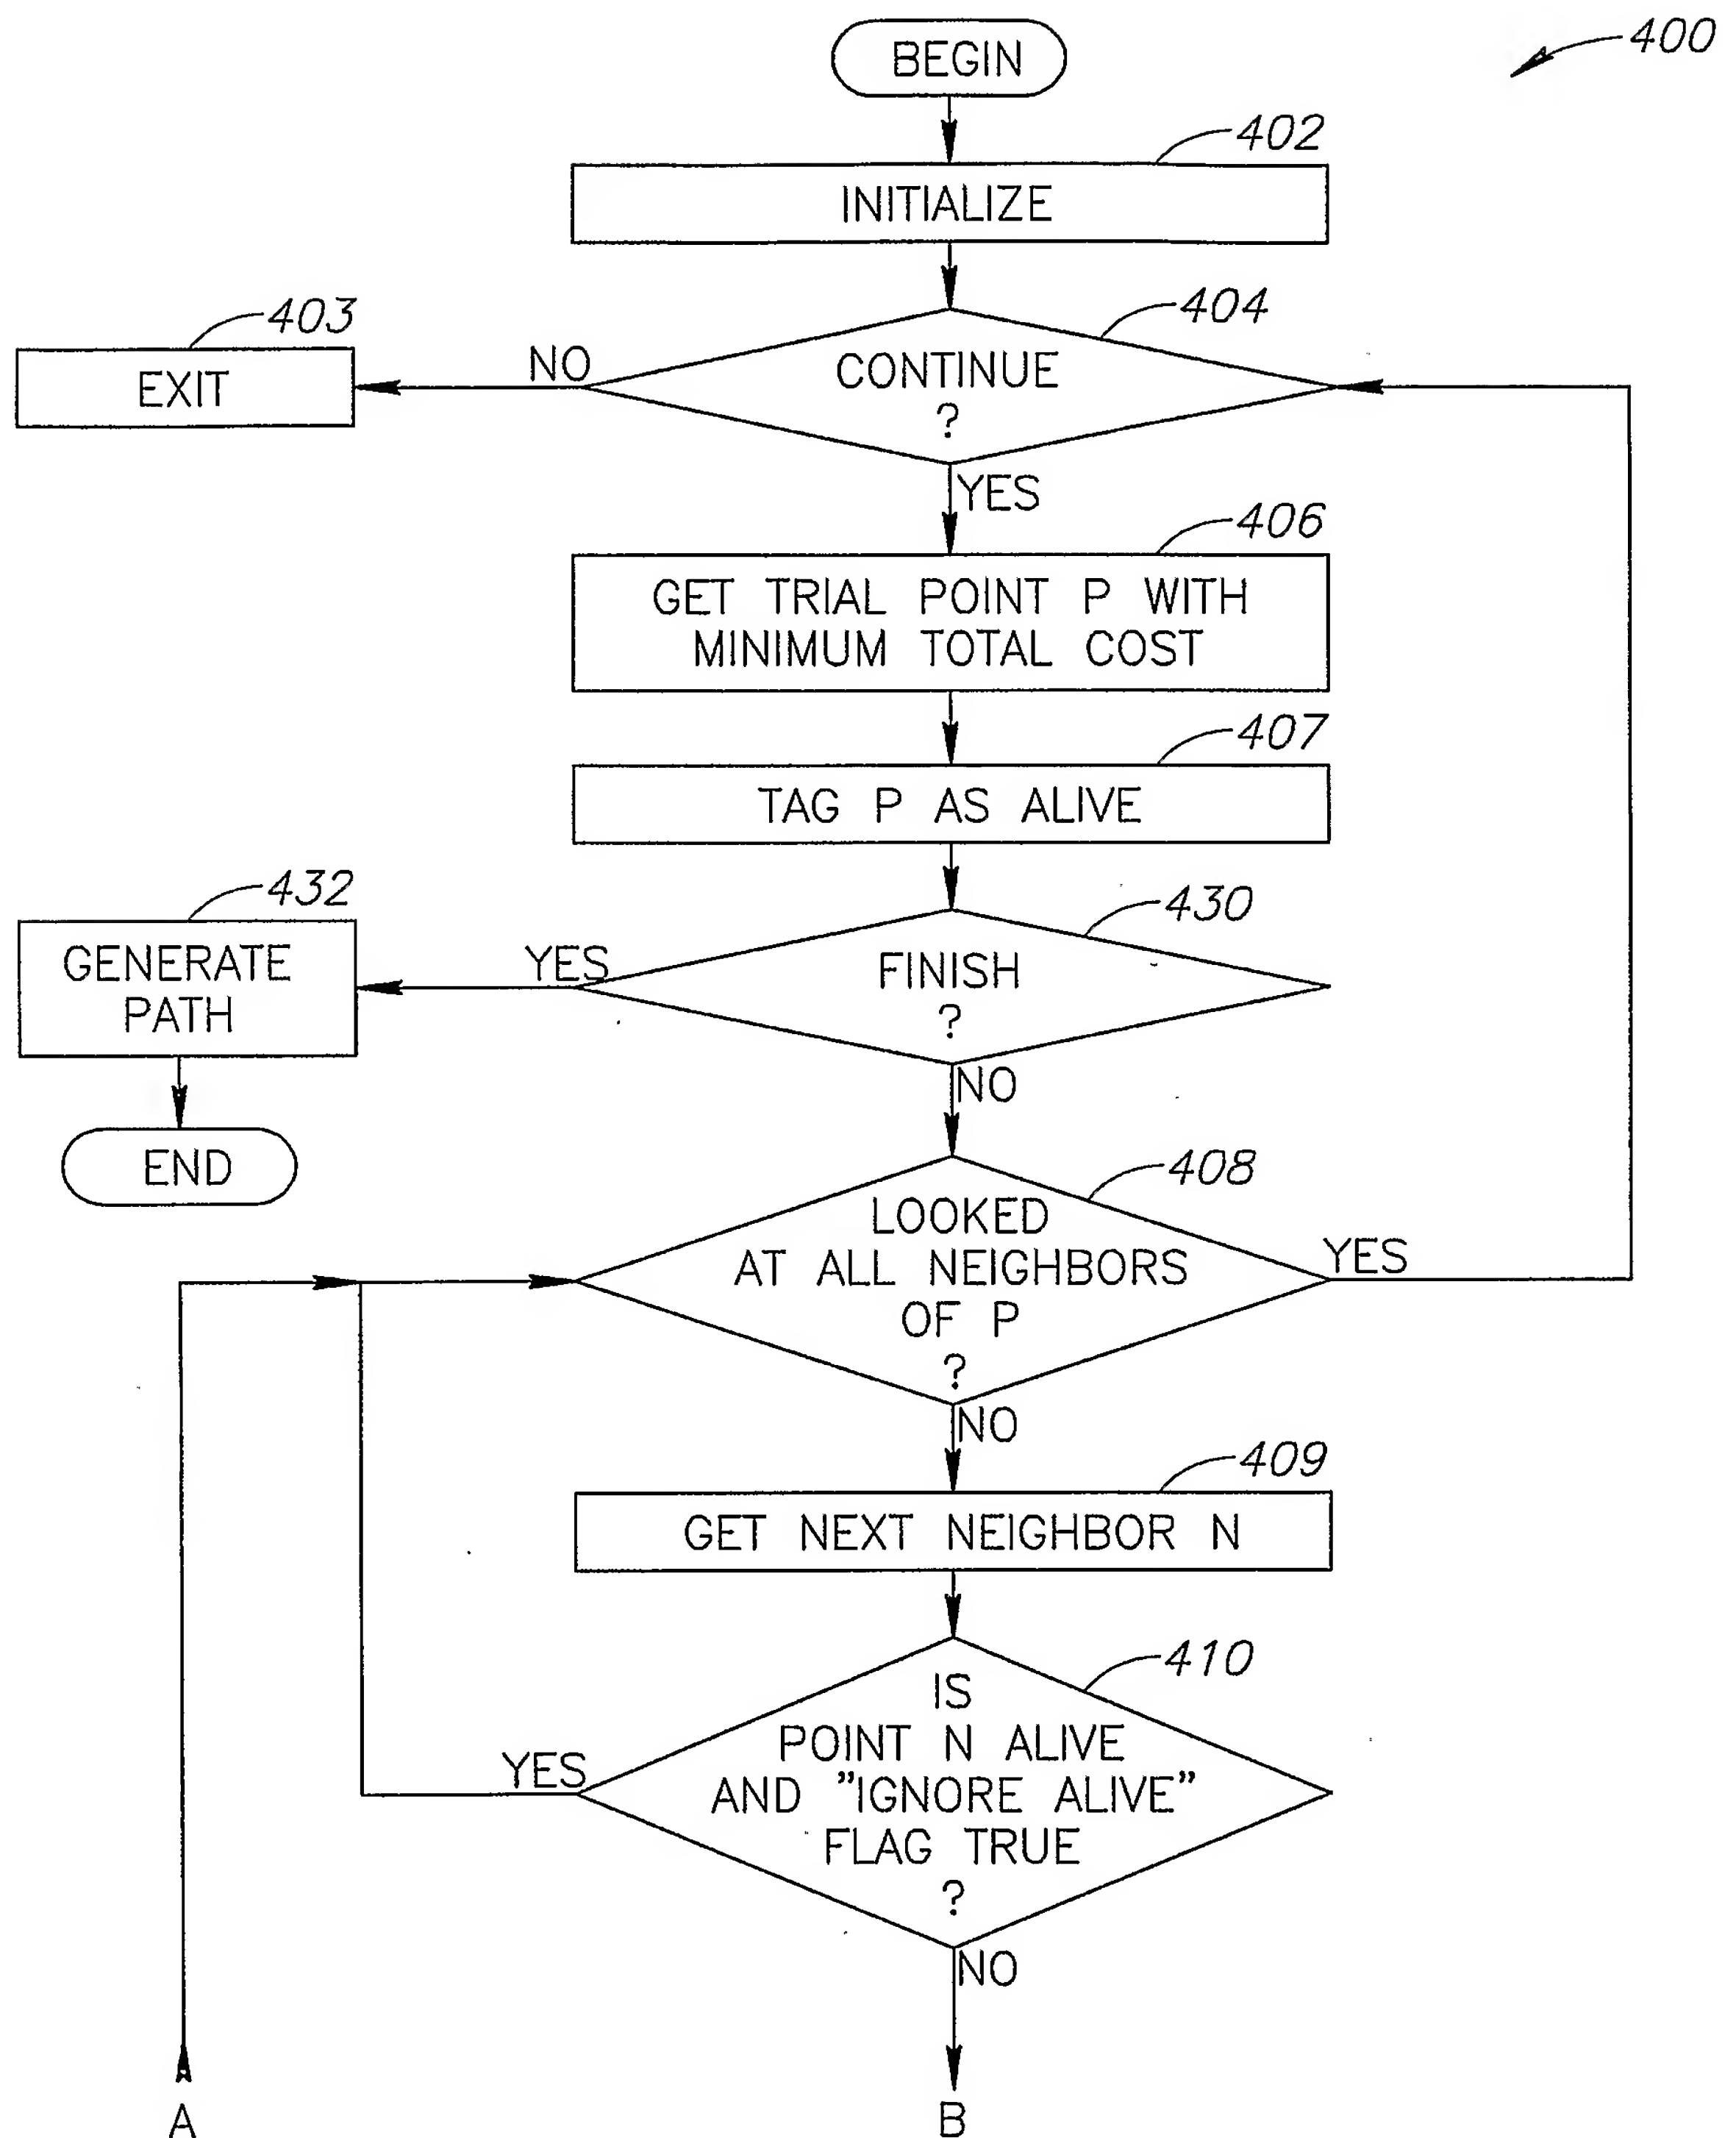 400
BEGIN
402
INITIALIZE
403
EXIT
NO
404
CONTINUE
?
YES
406
GET TRIAL POINT P WITH
MINIMUM TOTAL COST
407
TAG P AS ALIVE
432
GENERATE
PATH
END
YES
430
FINISH
?
NO
408
LOOKED
AT ALL NEIGHBORS
OF P
?
YES
NO
409
GET NEXT NEIGHBOR N
410
IS
POINT N ALIVE
AND "IGNORE ALIVE"
FLAG TRUE
?
YES
NO
A
B